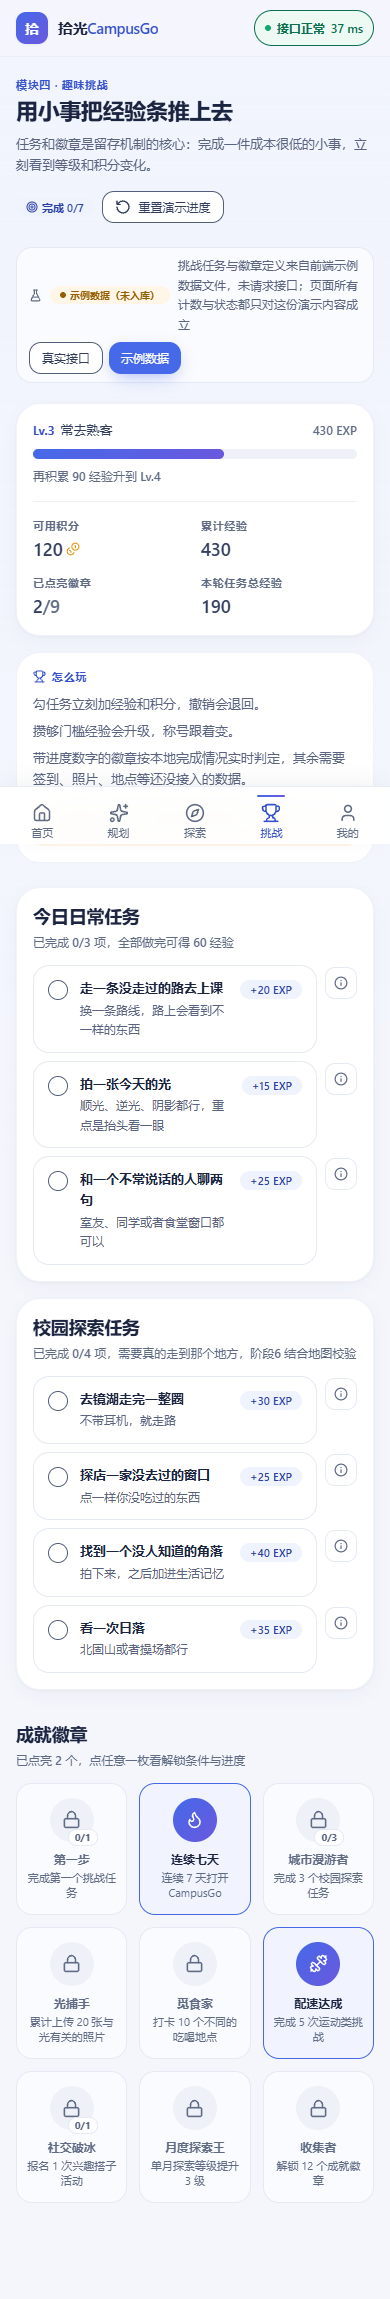 拾 拾光CampusGo 接口正常 37 ms
模块四 · 趣味挑战
用小事把经验条推上去
任务和徽章是留存机制的核心：完成一件成本很低的小事，立
刻看到等级和积分变化。
完成 0/7 重置演示进度
示例数据（未入库）
挑战任务与徽章定义来自前端示例
数据文件，未请求接口；页面所有
计数与状态都只对这份演示内容成
立
真实接口 示例数据
Lv.3 常去熟客 430 EXP
再积累 90 经验升到 Lv.4
可用积分 累计经验
120 430
已点亮徽章 本轮任务总经验
2/9 190
怎么玩
勾任务立刻加经验和积分，撤销会退回。
攒够门槛经验会升级，称号跟着变。
带进度数字的徽章按本地完成情况实时判定，其余需要
签到、照片、地点等还没接入的数据。
首页 规划 探索 挑战 我的
今日日常任务
已完成 0/3 项，全部做完可得 60 经验
走一条没走过的路去上课 +20 EXP
换一条路线，路上会看到不
一样的东西
拍一张今天的光 +15 EXP
顺光、逆光、阴影都行，重
点是抬头看一眼
和一个不常说话的人聊两
句
+25 EXP
室友、同学或者食堂窗口都
可以
校园探索任务
已完成 0/4 项，需要真的走到那个地方，阶段6 结合地图校验
去镜湖走完一整圈 +30 EXP
不带耳机，就走路
探店一家没去过的窗口 +25 EXP
点一样你没吃过的东西
找到一个没人知道的角落 +40 EXP
拍下来，之后加进生活记忆
看一次日落 +35 EXP
北固山或者操场都行
成就徽章
已点亮 2 个，点任意一枚看解锁条件与进度
0/1
第一步
完成第一个挑战任
务
连续七天
连续 7 天打开
CampusGo
0/3
城市漫游者
完成 3 个校园探索
任务
光捕手
累计上传 20 张与
光有关的照片
觅食家
打卡 10 个不同的
吃喝地点
配速达成
完成 5 次运动类挑
战
0/1
社交破冰
报名 1 次兴趣搭子
活动
月度探索王
单月探索等级提升
3 级
收集者
解锁 12 个成就徽
章